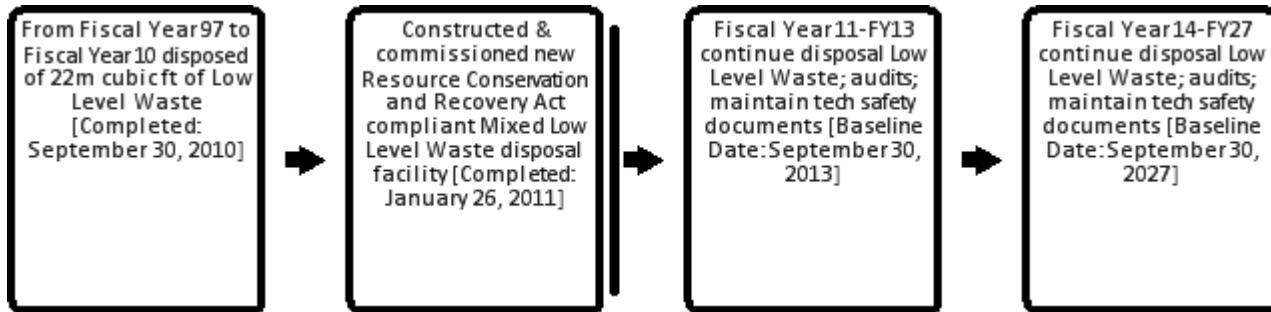 From Fiscal Year 97 to
Fiscal Year 10 disposed
of 22m cubic ft of Low
Level Waste
[Completed:
September 30, 2010]
Constructed &
commissioned new
Resource Conservation
and Recovery Act
compliant Mixed Low
Level Waste disposal
facility [Completed:
January 26, 2011]
Fiscal Year 11-FY13
continue disposal Low
Level Waste; audits;
maintain tech safety
documents [Baseline
Date: September 30,
2013]
Fiscal Year 14-FY27
continue disposal Low
Level Waste; audits;
maintain tech safety
documents [Baseline
Date: September 30,
2027]